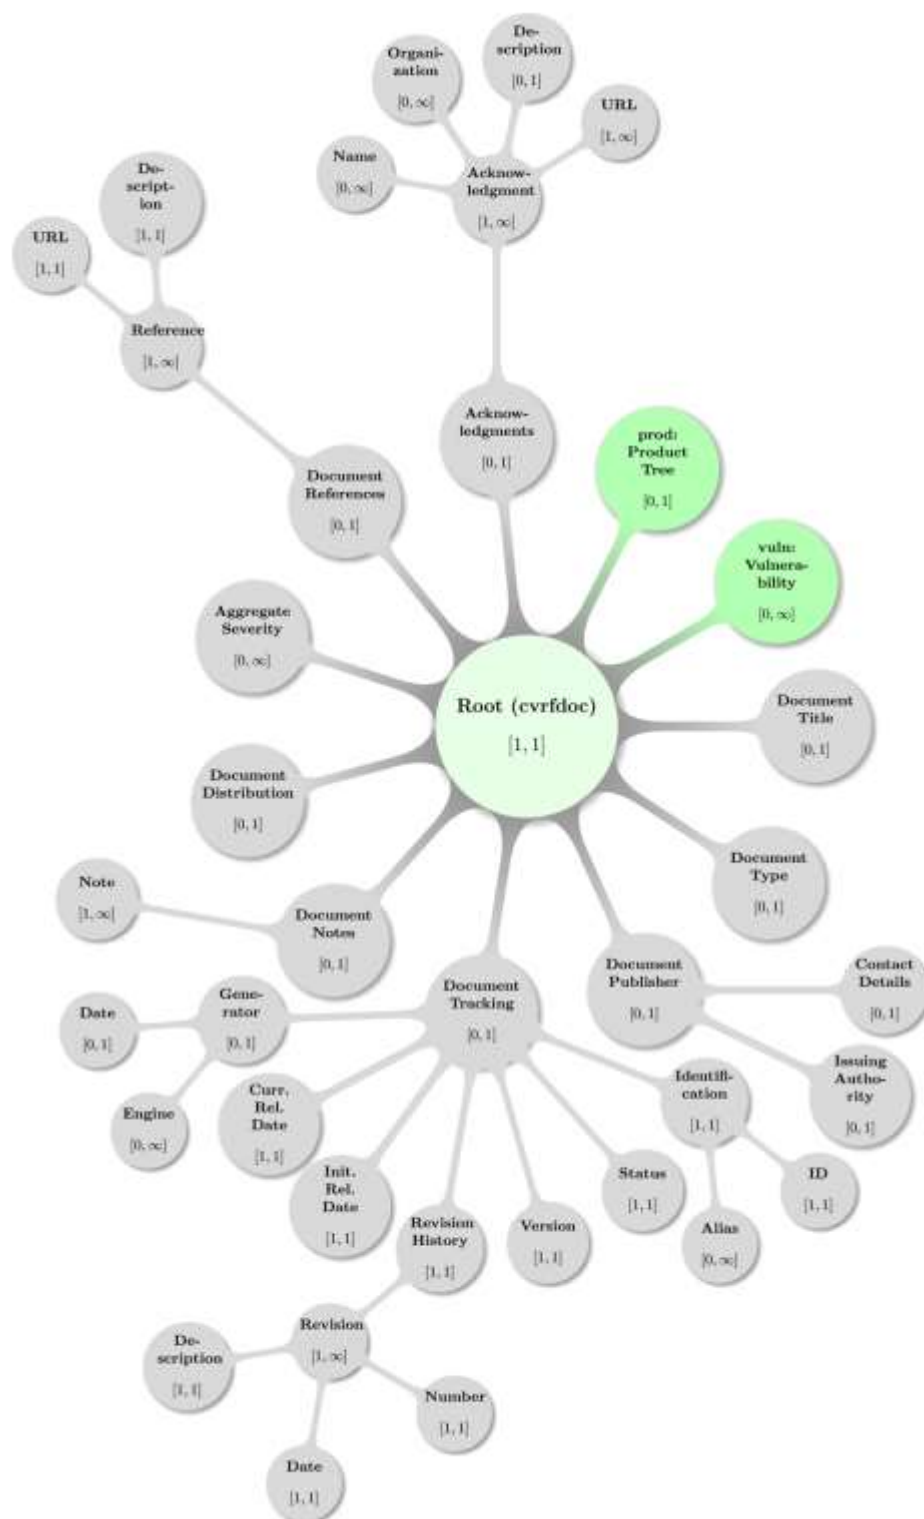 De-
scription
[0, 1]
Organi-
zation
[0, ∞]
URL
[1, ∞]
Name
[0, ∞]
Acknow-
ledgment
[1, ∞]
De-
script-
ion
[1, 1]
URL
[1, 1]
Reference
[1, ∞]
Acknow-
ledgments
[0, 1]
prod:
Product
Tree
[0, 1]
Document
References
[0, 1]
vuln:
Vulnera-
bility
[0, ∞]
Aggregate
Severity
[0, ∞]
Root (cvrfdoc)
[1, 1]
Document
Title
[0, 1]
Document
Distribution
[0, 1]
Document
Type
[0, 1]
Note
[1, ∞]
Document
Notes
[0, 1]
Document
Tracking
[0, 1]
Document
Publisher
[0, 1]
Contact
Details
[0, 1]
Gene-
rator
[0, 1]
Date
[0, 1]
Issuing
Autho-
rity
[0, 1]
Engine
[0, ∞]
Curr.
Rel.
Date
[1, 1]
Identifi-
cation
[1, 1]
Init.
Rel.
Date
[1, 1]
Status
[1, 1]
ID
[1, 1]
Revision
History
[1, 1]
Version
[1, 1]
Alias
[0, ∞]
Revision
[1, ∞]
De-
scription
[1, 1]
Number
[1, 1]
Date
[1, 1]